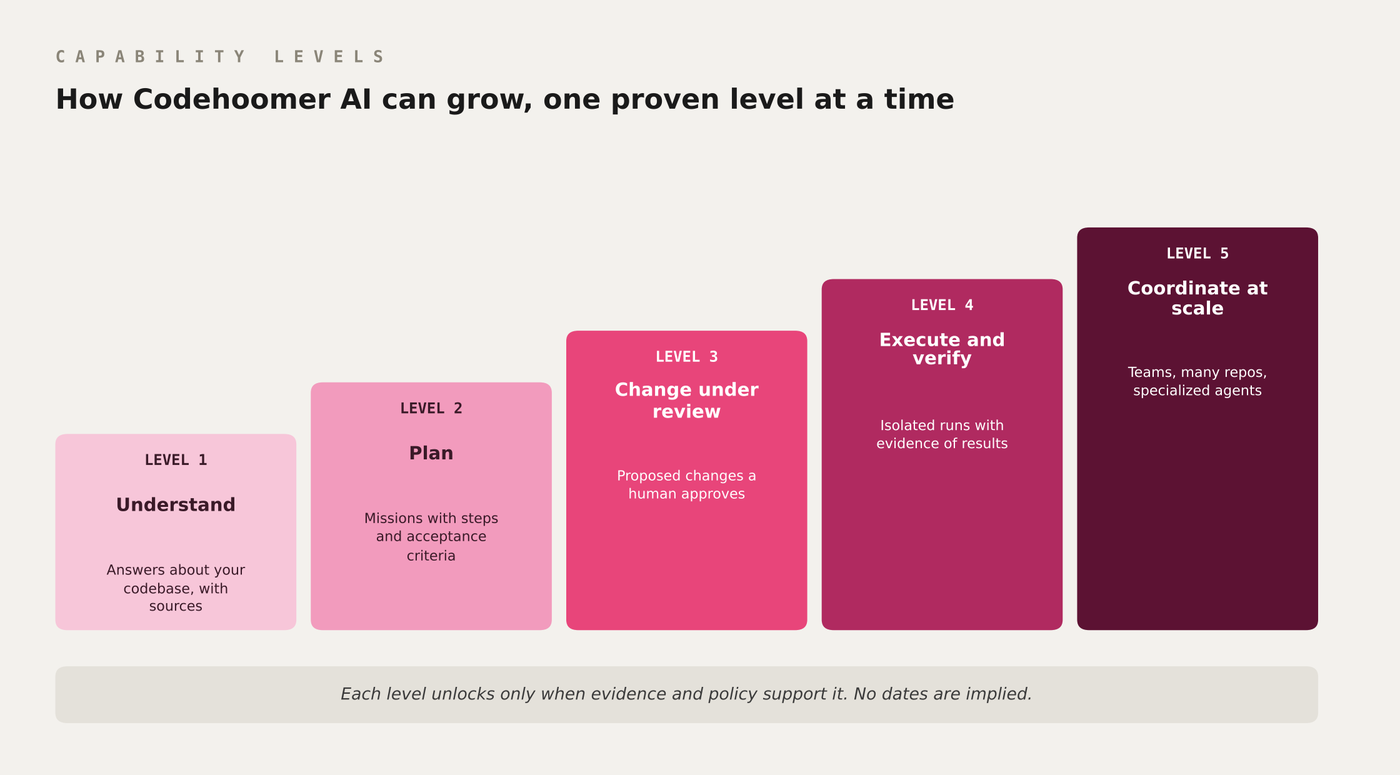 CAPABILITY LEVELS
How Codehoomer AI can grow, one proven level at a time
LEVEL 1
Understand
Answers about your
codebase, with
sources
LEVEL 2
Plan
Missions with steps
and acceptance
criteria
LEVEL 3
Change under
review
Proposed changes a
human approves
LEVEL 4
Execute and
verify
Isolated runs with
evidence of results
LEVEL 5
Coordinate at
scale
Teams, many repos,
specialized agents
Each level unlocks only when evidence and policy support it. No dates are implied.